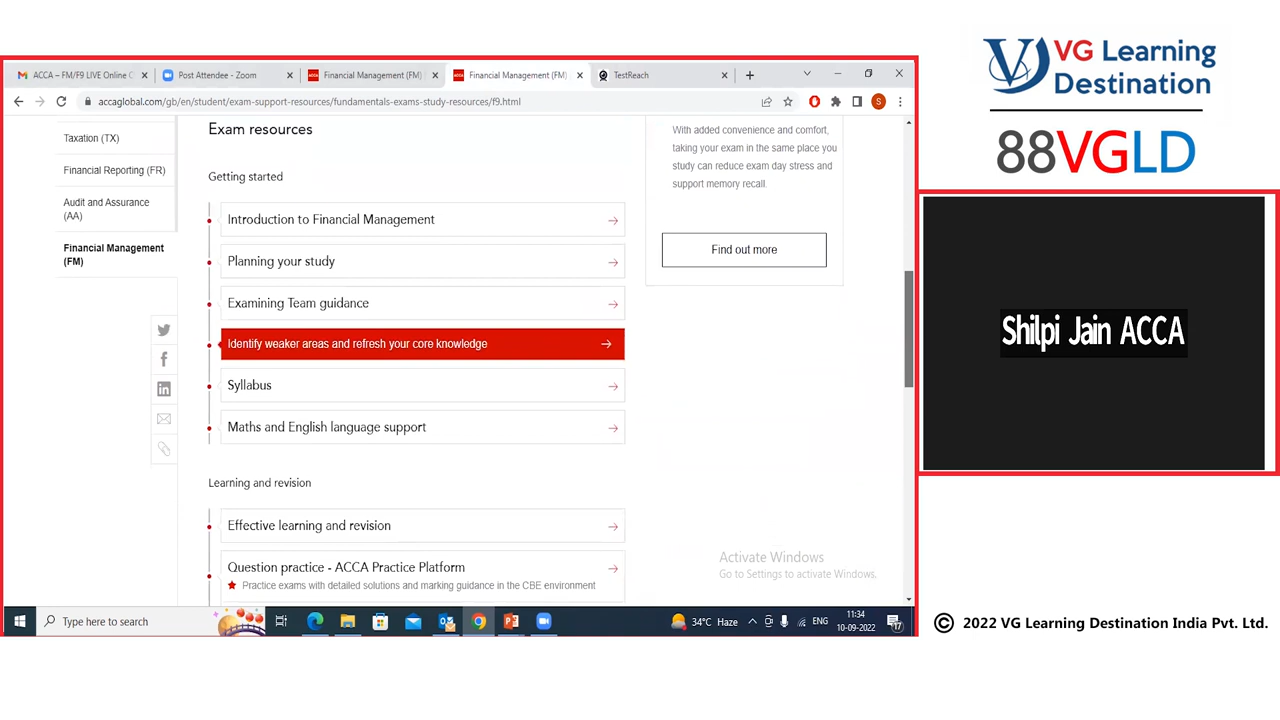 ACCA – FM/F9 LIVE Online C
Post Attendee - Zoom
Financial Management (FM)
Financial Management (FM)
TestReach
accaglobal.com/gb/en/student/exam-support-resources/fundamentals-exams-study-resources/f9.html
Taxation (TX)
Financial Reporting (FR)
Audit and Assurance
(AA)
Financial Management
(FM)
Exam resources
Getting started
Introduction to Financial Management
Planning your study
Examining Team guidance
Identify weaker areas and refresh your core knowledge
Syllabus
Maths and English language support
Learning and revision
Effective learning and revision
Question practice - ACCA Practice Platform
Practice exams with detailed solutions and marking guidance in the CBE environment
With added convenience and comfort,
taking your exam in the same place you
study can reduce exam day stress and
support memory recall.
Find out more
Activate Windows
Go to Settings to activate Windows.
Type here to search
34°C Haze
ENG
11:34
10-09-2022
17
VG Learning
Destination
88VGLD
Shilpi Jain ACCA
© 2022 VG Learning Destination India Pvt. Ltd.